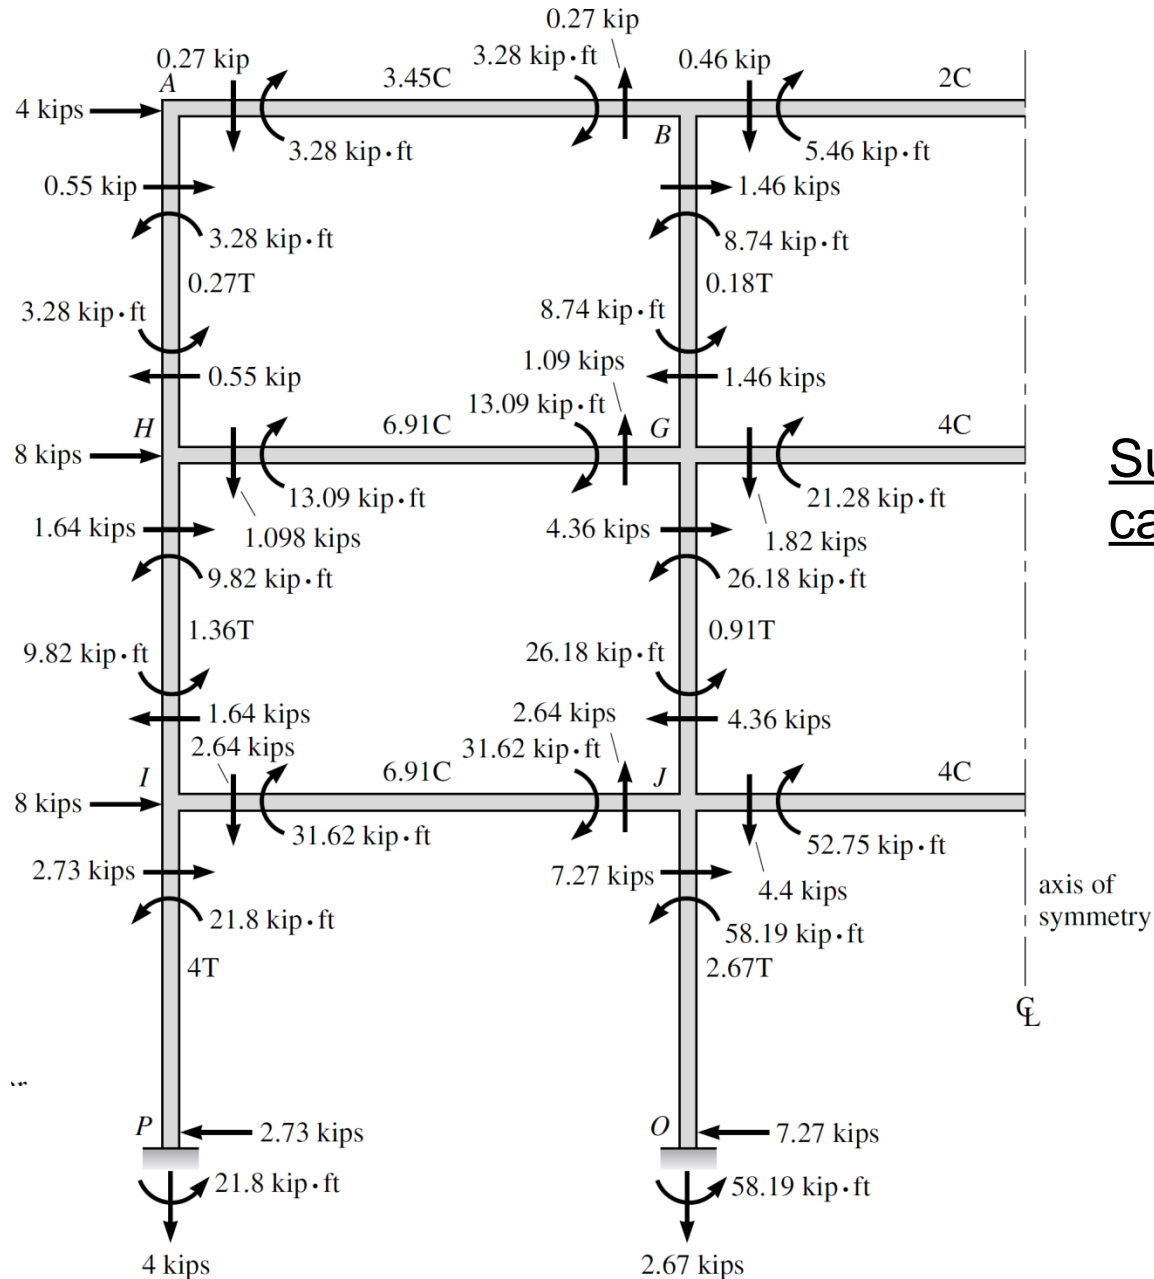 0.27 kip
0.27 kip
3.28 kip·ft
0.46 kip
A
3.45C
2C
4 kips
B
3.28 kip·ft
5.46 kip·ft
0.55 kip
1.46 kips
3.28 kip·ft
8.74 kip·ft
0.27T
0.18T
3.28 kip·ft
8.74 kip·ft
1.09 kips
0.55 kip
1.46 kips
13.09 kip·ft
H
6.91C
G
4C
8 kips
13.09 kip·ft
21.28 kip·ft
1.64 kips
1.098 kips
4.36 kips
1.82 kips
9.82 kip·ft
26.18 kip·ft
1.36T
0.91T
9.82 kip·ft
26.18 kip·ft
1.64 kips
2.64 kips
4.36 kips
2.64 kips
31.62 kip·ft
I
6.91C
J
4C
8 kips
31.62 kip·ft
52.75 kip·ft
2.73 kips
7.27 kips
4.4 kips
21.8 kip·ft
58.19 kip·ft
4T
2.67T
axis of
symmetry
P
2.73 kips
O
7.27 kips
21.8 kip·ft
58.19 kip·ft
4 kips
2.67 kips
Su
ca